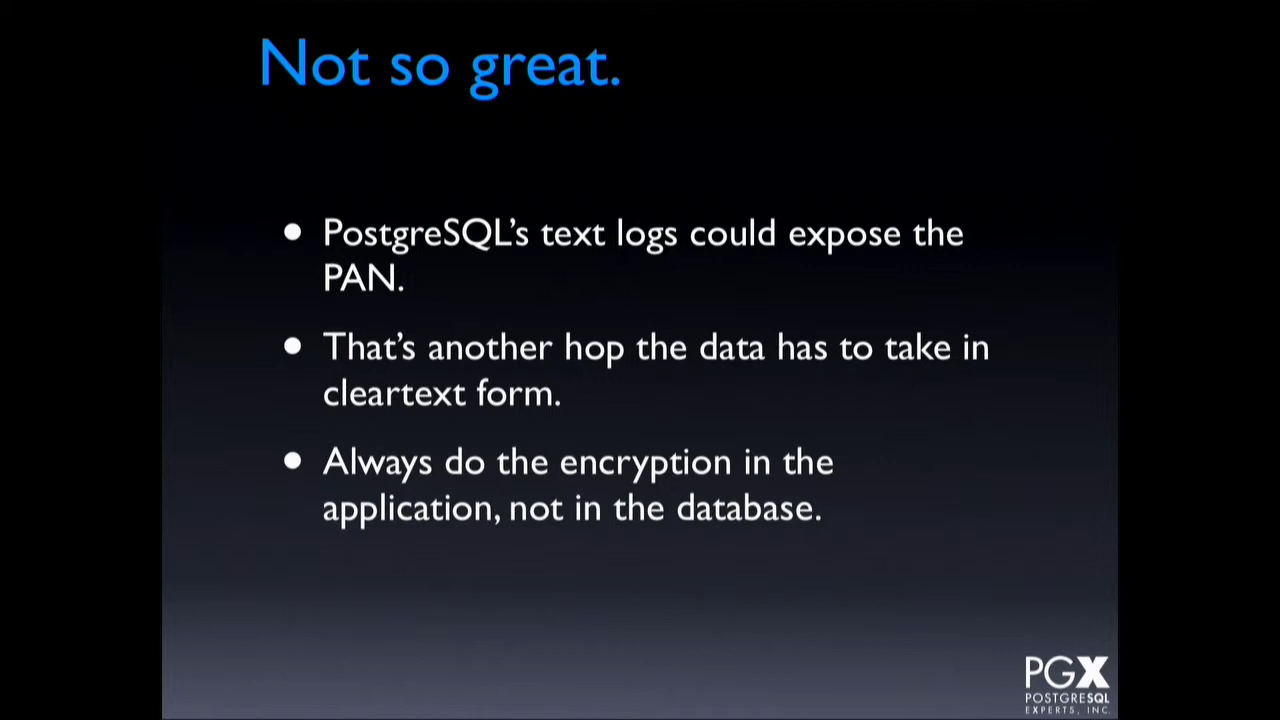 Not so great.
• PostgreSQL’s text logs could expose the
PAN.
• That’s another hop the data has to take in
cleartext form.
• Always do the encryption in the
application, not in the database.
PGX
POSTGRESQL
EXPERTS, INC.